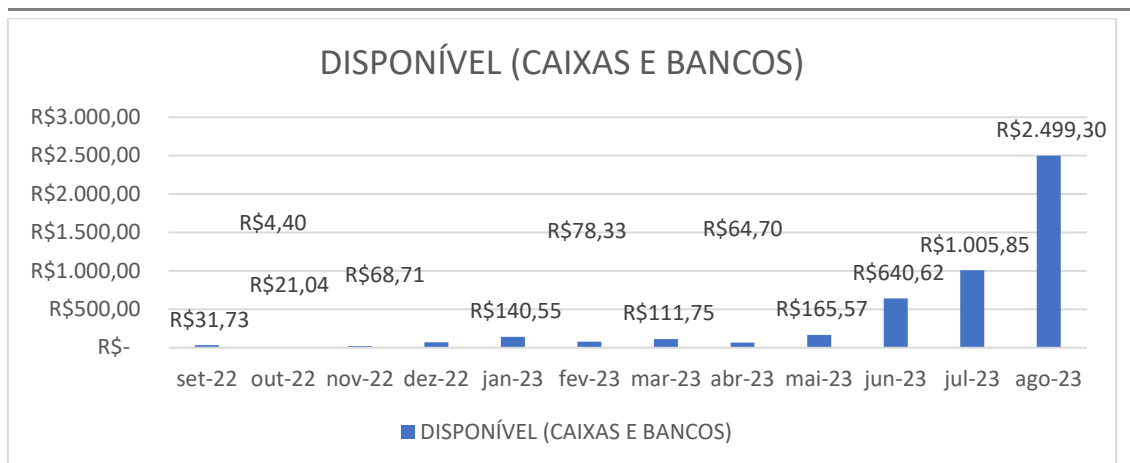 DISPONÍVEL (CAIXAS E BANCOS)
R$3.000,00
R$2.500,00
R$2.000,00
R$1.500,00
R$1.000,00
R$500,00
R$-
R$31,73
R$4,40
R$21,04
R$68,71
R$140,55
R$78,33
R$111,75
R$64,70
R$165,57
R$640,62
R$1.005,85
R$2.499,30
set-22 out-22 nov-22 dez-22 jan-23 fev-23 mar-23 abr-23 mai-23 jun-23 jul-23 ago-23
DISPONÍVEL (CAIXAS E BANCOS)